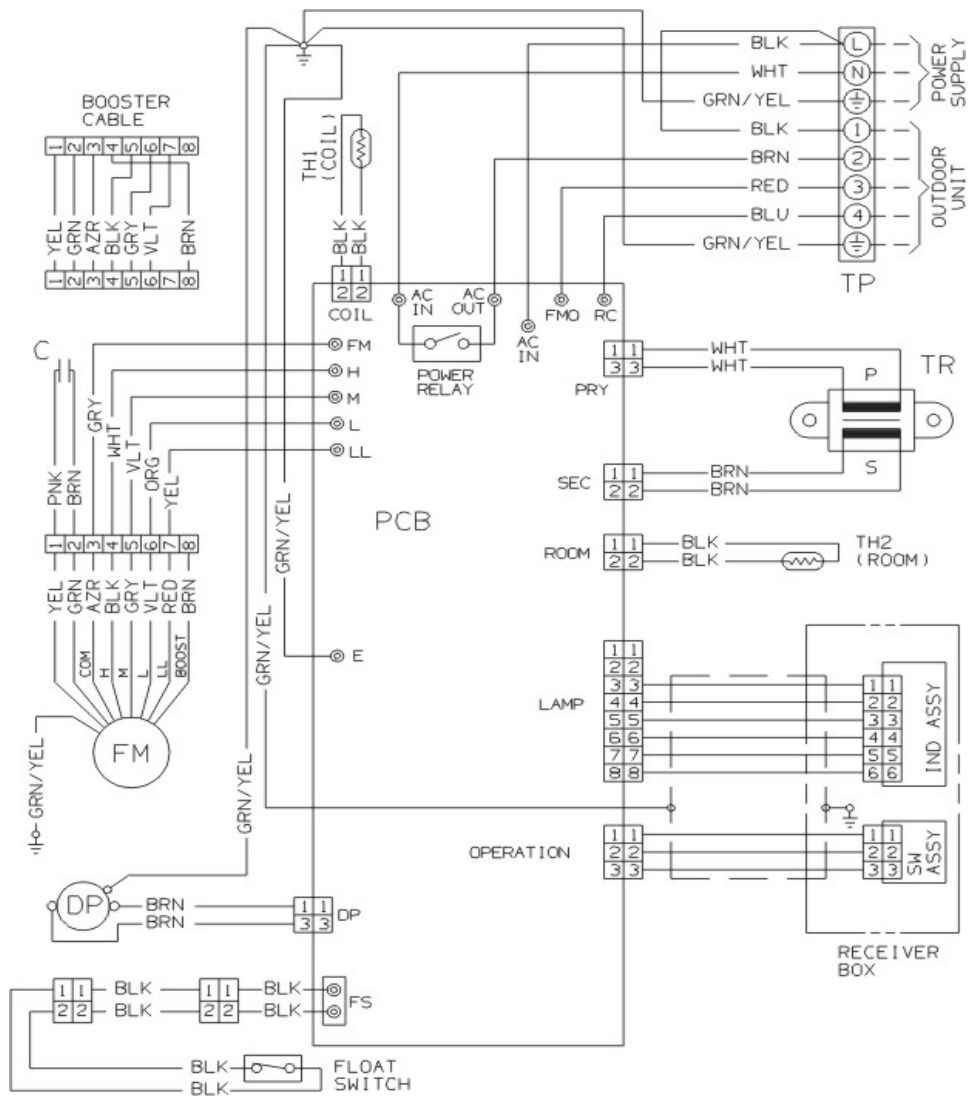 BOOSTER
CABLE
1 2 3 4 5 6 7 8
YEL
GRN
AZR
BLK
GRY
VLT
BRN
1 2 3 4 5 6 7 8
TH1
(COIL)
BLK
BLK
1 1
2 2
COIL
BLK
L
WHT
N
GRN/YEL
POWER
SUPPLY
BLK
1
BRN
2
RED
3
BLU
4
GRN/YEL
OUTDOOR
UNIT
TP
AC
IN
AC
OUT
AC
IN
FMO
RC
POWER
RELAY
FM
H
M
L
LL
C
PNK
BRN
GRY
WHT
VLT
ORG
YEL
1 2 3 4 5 6 7 8
YEL
GRN
AZR
BLK
GRY
VLT
RED
BRN
COM
H
M
L
LL
BOOST
FM
GRN/YEL
GRN/YEL
GRN/YEL
GRN/YEL
PCB
E
PRY
1 1
3 3
WHT
WHT
P
S
TR
SEC
1 1
2 2
BRN
BRN
ROOM
1 1
2 2
BLK
BLK
TH2
(ROOM)
LAMP
1 1
2 2
3 3
4 4
5 5
6 6
7 7
8 8
1 1
2 2
3 3
4 4
5 5
6 6
IND ASSY
OPERATION
1 1
2 2
3 3
1 1
2 2
3 3
SW
ASSY
RECEIVER
BOX
DP
BRN
BRN
1 1
3 3
DP
1 1
2 2
BLK
BLK
1 1
2 2
BLK
BLK
FS
BLK
BLK
FLOAT
SWITCH